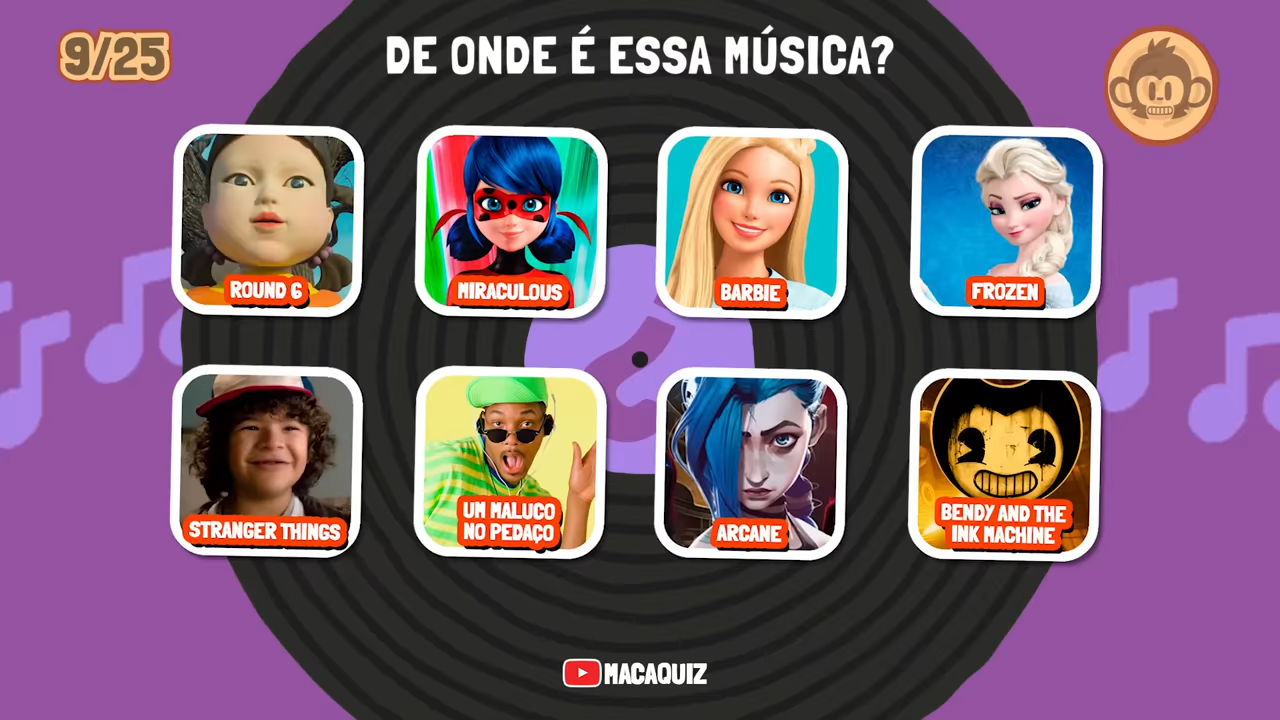 9/25
DE ONDE É ESSA MÚSICA?
ROUND 6
MIRACULOUS
BARBIE
FROZEN
STRANGER THINGS
UM MALUCO
NO PEDAÇO
ARCANE
BENDY AND THE
INK MACHINE
MACAQUIZ